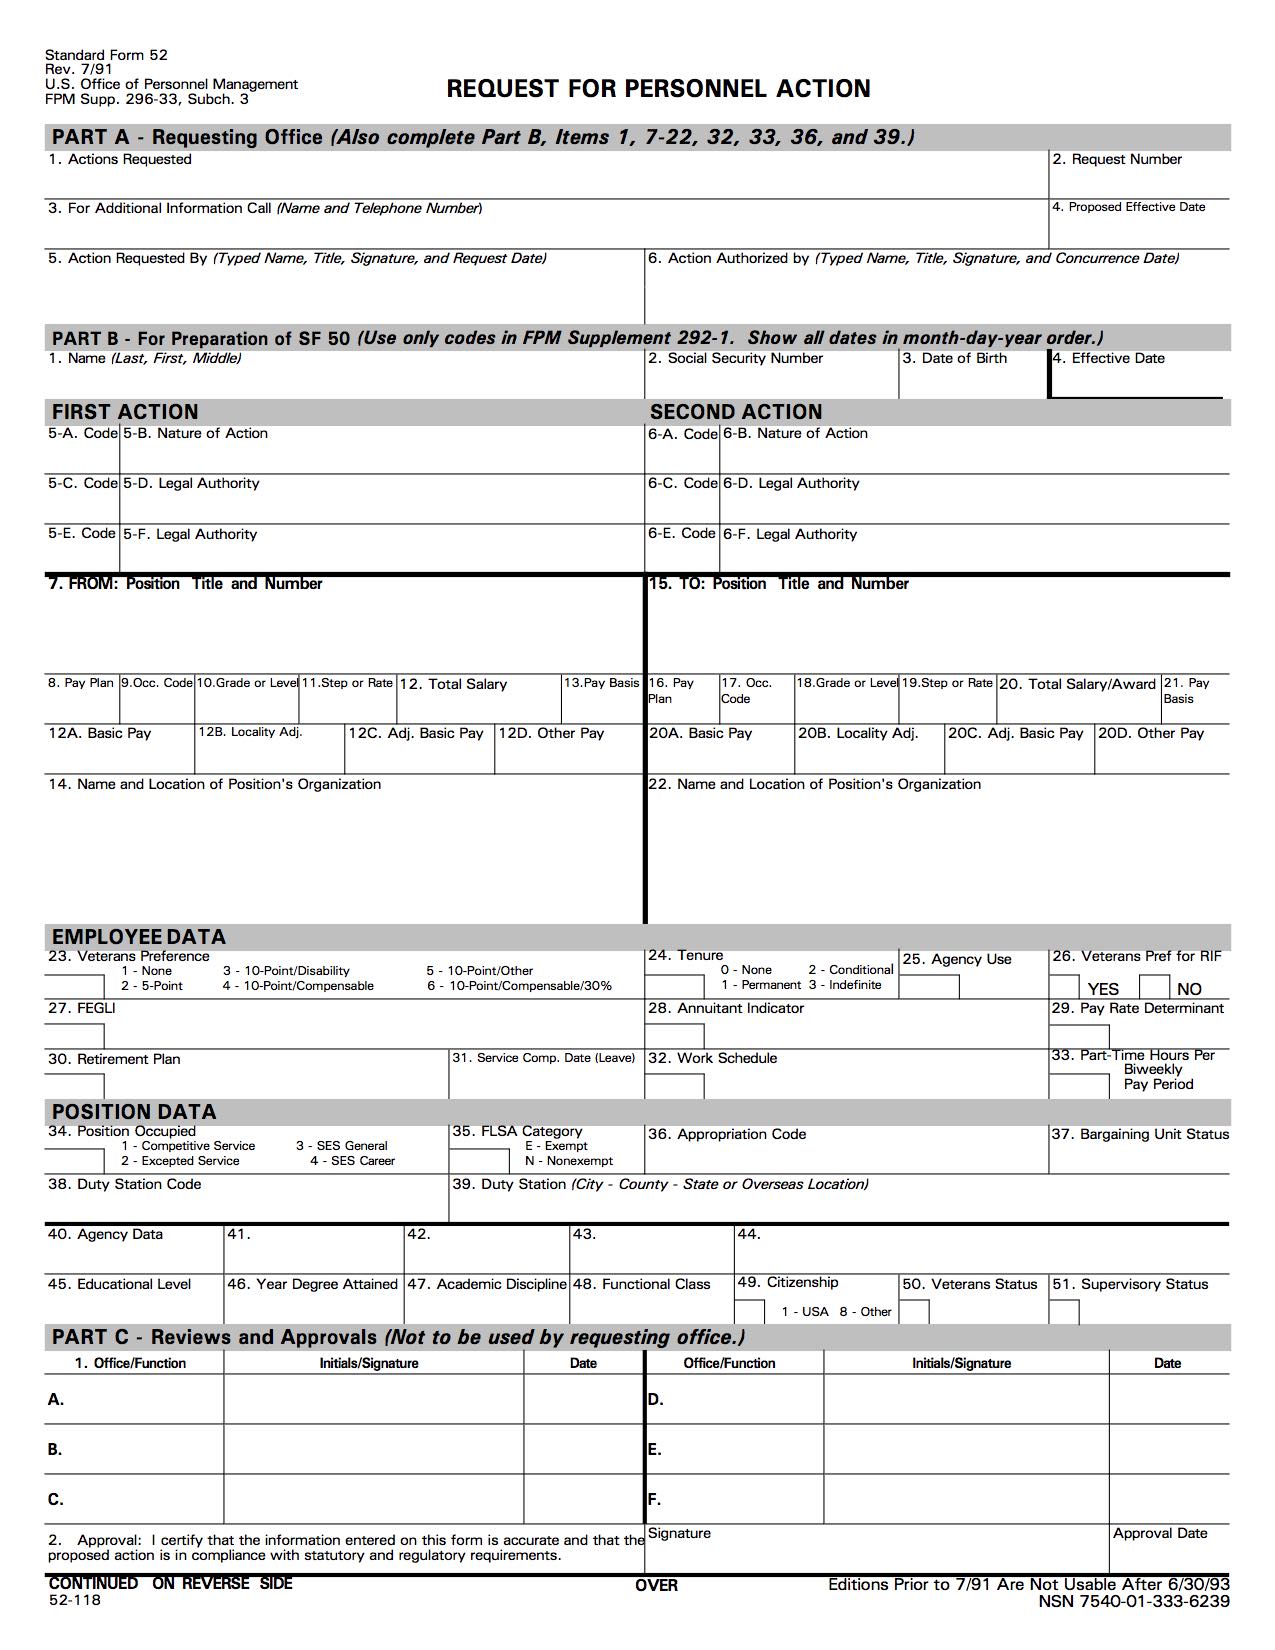 Standard Form 52
Rev. 7/91
U.S. Office of Personnel Management
FPM Supp. 296-33, Subch. 3
REQUEST FOR PERSONNEL ACTION
PART A - Requesting Office (Also complete Part B, Items 1, 7-22, 32, 33, 36, and 39.)
1. Actions Requested
2. Request Number
3. For Additional Information Call (Name and Telephone Number)
4. Proposed Effective Date
5. Action Requested By (Typed Name, Title, Signature, and Request Date)
6. Action Authorized by (Typed Name, Title, Signature, and Concurrence Date)
PART B - For Preparation of SF 50 (Use only codes in FPM Supplement 292-1. Show all dates in month-day-year order.)
1. Name (Last, First, Middle)
2. Social Security Number
3. Date of Birth
4. Effective Date
FIRST ACTION
SECOND ACTION
5-A. Code 5-B. Nature of Action
6-A. Code 6-B. Nature of Action
5-C. Code 5-D. Legal Authority
6-C. Code 6-D. Legal Authority
5-E. Code 5-F. Legal Authority
6-E. Code 6-F. Legal Authority
7. FROM: Position Title and Number
15. TO: Position Title and Number
8. Pay Plan 9.Occ. Code 10.Grade or Level 11.Step or Rate 12. Total Salary 13.Pay Basis
16. Pay Plan 17. Occ. Code 18.Grade or Level 19.Step or Rate 20. Total Salary/Award 21. Pay Basis
12A. Basic Pay 12B. Locality Adj. 12C. Adj. Basic Pay 12D. Other Pay
20A. Basic Pay 20B. Locality Adj. 20C. Adj. Basic Pay 20D. Other Pay
14. Name and Location of Position's Organization
22. Name and Location of Position's Organization
EMPLOYEE DATA
23. Veterans Preference
1 - None 3 - 10-Point/Disability 5 - 10-Point/Other
2 - 5-Point 4 - 10-Point/Compensable 6 - 10-Point/Compensable/30%
24. Tenure
0 - None 2 - Conditional
1 - Permanent 3 - Indefinite
25. Agency Use
26. Veterans Pref for RIF
YES NO
27. FEGLI
28. Annuitant Indicator
29. Pay Rate Determinant
30. Retirement Plan
31. Service Comp. Date (Leave)
32. Work Schedule
33. Part-Time Hours Per
Biweekly
Pay Period
POSITION DATA
34. Position Occupied
1 - Competitive Service 3 - SES General
2 - Excepted Service 4 - SES Career
35. FLSA Category
E - Exempt
N - Nonexempt
36. Appropriation Code
37. Bargaining Unit Status
38. Duty Station Code
39. Duty Station (City - County - State or Overseas Location)
40. Agency Data
41.
42.
43.
44.
45. Educational Level
46. Year Degree Attained
47. Academic Discipline
48. Functional Class
49. Citizenship
1 - USA 8 - Other
50. Veterans Status
51. Supervisory Status
PART C - Reviews and Approvals (Not to be used by requesting office.)
1. Office/Function Initials/Signature Date
Office/Function Initials/Signature Date
A.
D.
B.
E.
C.
F.
2. Approval: I certify that the information entered on this form is accurate and that the
proposed action is in compliance with statutory and regulatory requirements.
Signature
Approval Date
CONTINUED ON REVERSE SIDE
OVER
Editions Prior to 7/91 Are Not Usable After 6/30/93
52-118
NSN 7540-01-333-6239